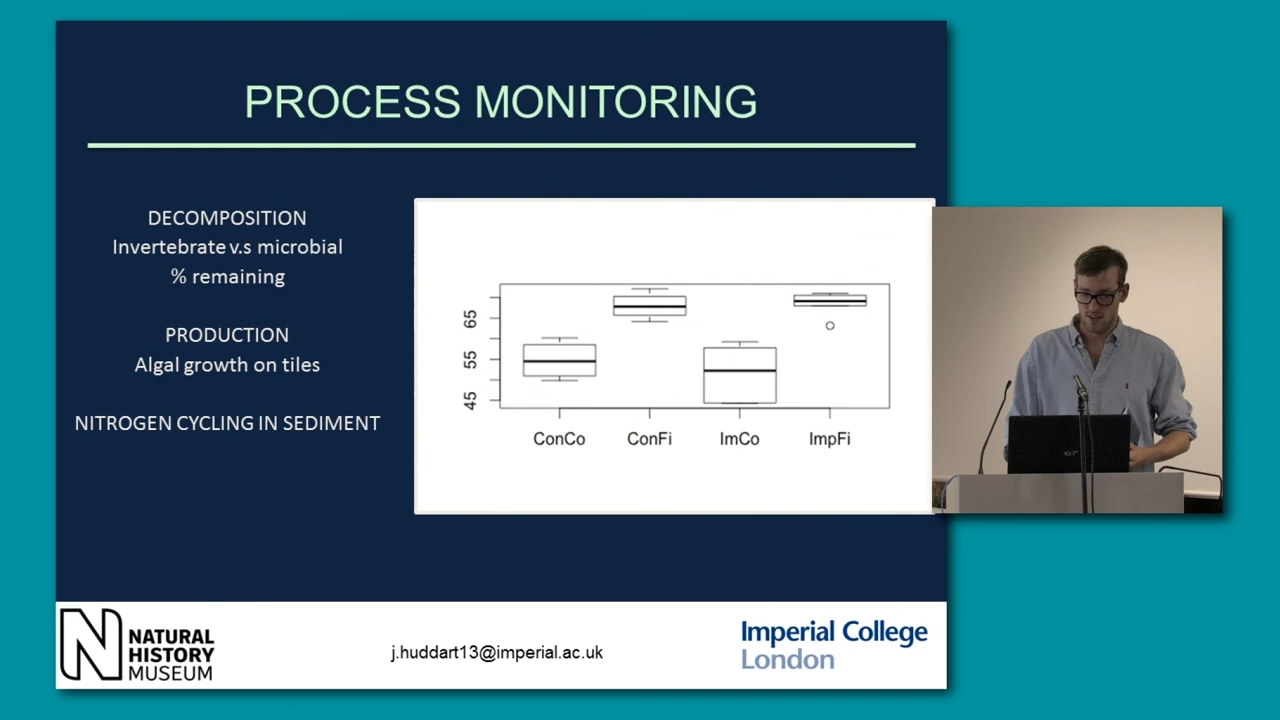 PROCESS MONITORING
DECOMPOSITION
Invertebrate v.s microbial
% remaining
PRODUCTION
Algal growth on tiles
NITROGEN CYCLING IN SEDIMENT
65
55
45
ConCo
ConFi
ImCo
ImpFi
N NATURAL
HISTORY
MUSEUM
j.huddart13@imperial.ac.uk
Imperial College
London
acer